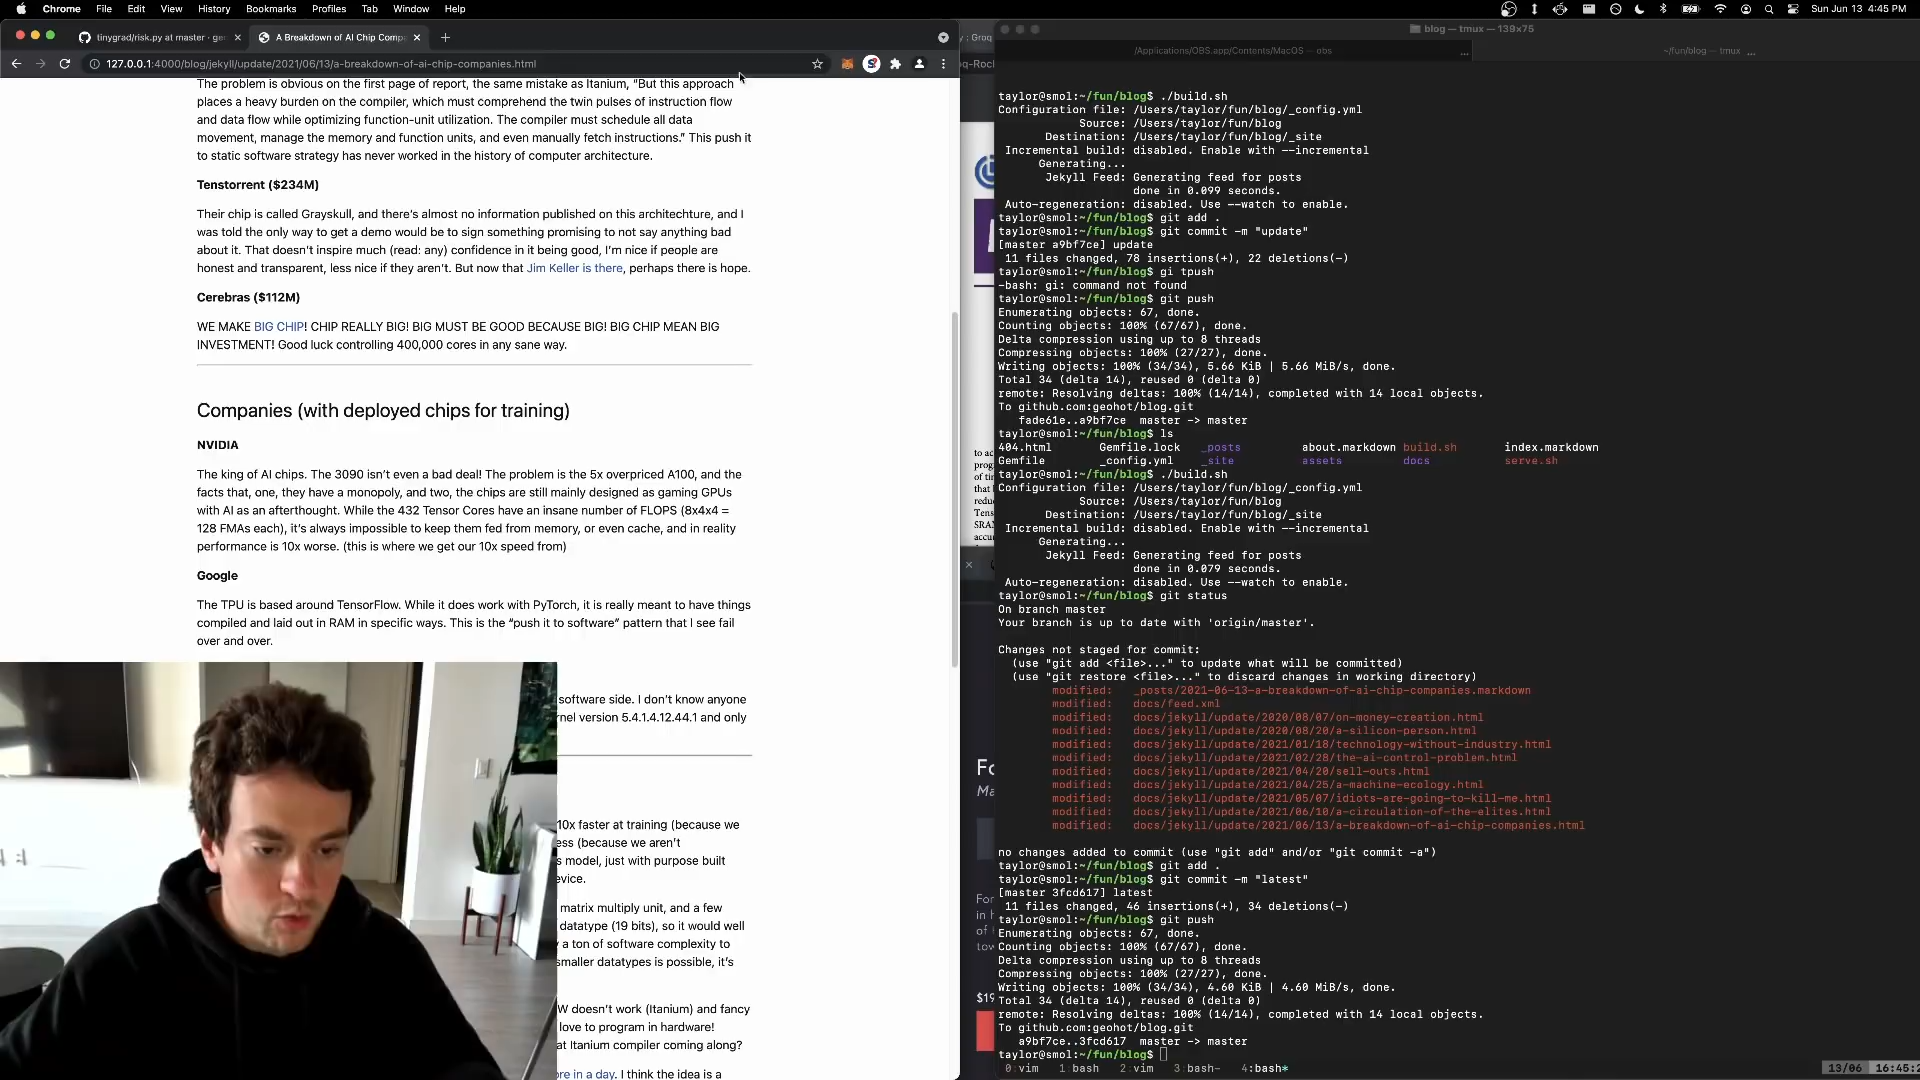 Chrome File Edit View History Bookmarks Profiles Tab Window Help
Sun Jun 13 4:45 PM
tinygrad/risk.py at master · ge
A Breakdown of AI Chip Comp
127.0.0.1:4000/blog/jekyll/update/2021/06/13/a-breakdown-of-ai-chip-companies.html
The problem is obvious on the first page of report, the same mistake as Itanium, “But this approach
places a heavy burden on the compiler, which must comprehend the twin pulses of instruction flow
and data flow while optimizing function-unit utilization. The compiler must schedule all data
movement, manage the memory and function units, and even manually fetch instructions.” This push it
to static software strategy has never worked in the history of computer architecture.
Tenstorrent ($234M)
Their chip is called Grayskull, and there’s almost no information published on this architechture, and I
was told the only way to get a demo would be to sign something promising to not say anything bad
about it. That doesn’t inspire much (read: any) confidence in it being good, I’m nice if people are
honest and transparent, less nice if they aren’t. But now that Jim Keller is there, perhaps there is hope.
Cerebras ($112M)
WE MAKE BIG CHIP! CHIP REALLY BIG! BIG MUST BE GOOD BECAUSE BIG! BIG CHIP MEAN BIG
INVESTMENT! Good luck controlling 400,000 cores in any sane way.
Companies (with deployed chips for training)
NVIDIA
The king of AI chips. The 3090 isn’t even a bad deal! The problem is the 5x overpriced A100, and the
facts that, one, they have a monopoly, and two, the chips are still mainly designed as gaming GPUs
with AI as an afterthought. While the 432 Tensor Cores have an insane number of FLOPS (8x4x4 =
128 FMAs each), it’s always impossible to keep them fed from memory, or even cache, and in reality
performance is 10x worse. (this is where we get our 10x speed from)
Google
The TPU is based around TensorFlow. While it does work with PyTorch, it is really meant to have things
compiled and laid out in RAM in specific ways. This is the “push it to software” pattern that I see fail
over and over.
software side. I don’t know anyone
nel version 5.4.1.4.12.44.1 and only
10x faster at training (because we
ess (because we aren’t
s model, just with purpose built
evice.
matrix multiply unit, and a few
datatype (19 bits), so it would well
a ton of software complexity to
smaller datatypes is possible, it’s
W doesn’t work (Itanium) and fancy
love to program in hardware!
at Itanium compiler coming along?
ore in a day. I think the idea is a
: Groq
oq-Rock
to ac
prog
of tin
that l
redu
Tens
SRA
accu
Fo
Ma
For
in h
of
tow
$19
blog — tmux — 139×75
/Applications/OBS.app/Contents/MacOS — obs ...
~/fun/blog — tmux ...
taylor@smol:~/fun/blog$ ./build.sh
Configuration file: /Users/taylor/fun/blog/_config.yml
Source: /Users/taylor/fun/blog
Destination: /Users/taylor/fun/blog/_site
Incremental build: disabled. Enable with --incremental
Generating...
Jekyll Feed: Generating feed for posts
done in 0.099 seconds.
Auto-regeneration: disabled. Use --watch to enable.
taylor@smol:~/fun/blog$ git add .
taylor@smol:~/fun/blog$ git commit -m "update"
[master a9bf7ce] update
11 files changed, 78 insertions(+), 22 deletions(-)
taylor@smol:~/fun/blog$ gi tpush
-bash: gi: command not found
taylor@smol:~/fun/blog$ git push
Enumerating objects: 67, done.
Counting objects: 100% (67/67), done.
Delta compression using up to 8 threads
Compressing objects: 100% (27/27), done.
Writing objects: 100% (34/34), 5.66 KiB | 5.66 MiB/s, done.
Total 34 (delta 14), reused 0 (delta 0)
remote: Resolving deltas: 100% (14/14), completed with 14 local objects.
To github.com:geohot/blog.git
fade61e..a9bf7ce master -> master
taylor@smol:~/fun/blog$ ls
404.html Gemfile.lock _posts about.markdown build.sh index.markdown
Gemfile _config.yml _site assets docs serve.sh
taylor@smol:~/fun/blog$ ./build.sh
Configuration file: /Users/taylor/fun/blog/_config.yml
Source: /Users/taylor/fun/blog
Destination: /Users/taylor/fun/blog/_site
Incremental build: disabled. Enable with --incremental
Generating...
Jekyll Feed: Generating feed for posts
done in 0.079 seconds.
Auto-regeneration: disabled. Use --watch to enable.
taylor@smol:~/fun/blog$ git status
On branch master
Your branch is up to date with 'origin/master'.
Changes not staged for commit:
(use "git add <file>..." to update what will be committed)
(use "git restore <file>..." to discard changes in working directory)
modified: _posts/2021-06-13-a-breakdown-of-ai-chip-companies.markdown
modified: docs/feed.xml
modified: docs/jekyll/update/2020/08/07/on-money-creation.html
modified: docs/jekyll/update/2020/08/20/a-silicon-person.html
modified: docs/jekyll/update/2021/01/18/technology-without-industry.html
modified: docs/jekyll/update/2021/02/28/the-ai-control-problem.html
modified: docs/jekyll/update/2021/04/20/sell-outs.html
modified: docs/jekyll/update/2021/04/25/a-machine-ecology.html
modified: docs/jekyll/update/2021/05/07/idiots-are-going-to-kill-me.html
modified: docs/jekyll/update/2021/06/10/a-circulation-of-the-elites.html
modified: docs/jekyll/update/2021/06/13/a-breakdown-of-ai-chip-companies.html
no changes added to commit (use "git add" and/or "git commit -a")
taylor@smol:~/fun/blog$ git add .
taylor@smol:~/fun/blog$ git commit -m "latest"
[master 3fcd617] latest
11 files changed, 46 insertions(+), 34 deletions(-)
taylor@smol:~/fun/blog$ git push
Enumerating objects: 67, done.
Counting objects: 100% (67/67), done.
Delta compression using up to 8 threads
Compressing objects: 100% (27/27), done.
Writing objects: 100% (34/34), 4.60 KiB | 4.60 MiB/s, done.
Total 34 (delta 14), reused 0 (delta 0)
remote: Resolving deltas: 100% (14/14), completed with 14 local objects.
To github.com:geohot/blog.git
a9bf7ce..3fcd617 master -> master
taylor@smol:~/fun/blog$
0:vim 1:bash 2:vim 3:bash- 4:bash* 13/06 16:45:2